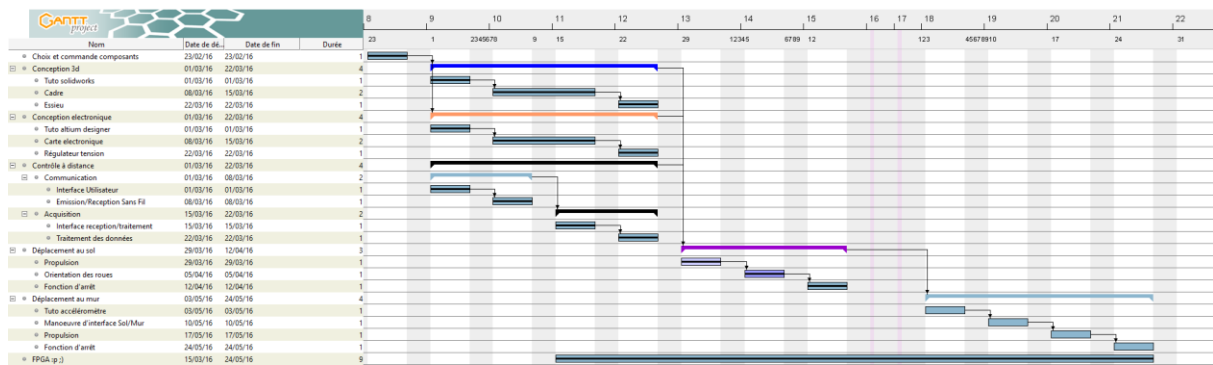 GANTT
project
8 9 10 11 12 13 14 15 16 17 18 19 20 21 22
Nom Date de dé... Date de fin Durée 23 1 2345678 9 15 22 29 12345 6789 12 123 45678910 17 24 31
Choix et commande composants 23/02/16 23/02/16 1
Conception 3d 01/03/16 22/03/16 4
Tuto solidworks 01/03/16 01/03/16 1
Cadre 08/03/16 15/03/16 2
Essieu 22/03/16 22/03/16 1
Conception électronique 01/03/16 22/03/16 4
Tuto altium designer 01/03/16 01/03/16 1
Carte electronique 08/03/16 15/03/16 2
Régulateur tension 22/03/16 22/03/16 1
Contrôle à distance 01/03/16 22/03/16 4
Communication 01/03/16 08/03/16 2
Interface Utilisateur 01/03/16 01/03/16 1
Emission/Reception Sans Fil 08/03/16 08/03/16 1
Acquisition 15/03/16 22/03/16 2
Interface reception/traitement 15/03/16 15/03/16 1
Traitement des données 22/03/16 22/03/16 1
Déplacement au sol 29/03/16 12/04/16 3
Propulsion 29/03/16 29/03/16 1
Orientation des roues 05/04/16 05/04/16 1
Fonction d'arrêt 12/04/16 12/04/16 1
Déplacement au mur 03/05/16 24/05/16 4
Tuto accéléromètre 03/05/16 03/05/16 1
Manoeuvre d'interface Sol/Mur 10/05/16 10/05/16 1
Propulsion 17/05/16 17/05/16 1
Fonction d'arrêt 24/05/16 24/05/16 1
FPGA :p ;) 15/03/16 24/05/16 9